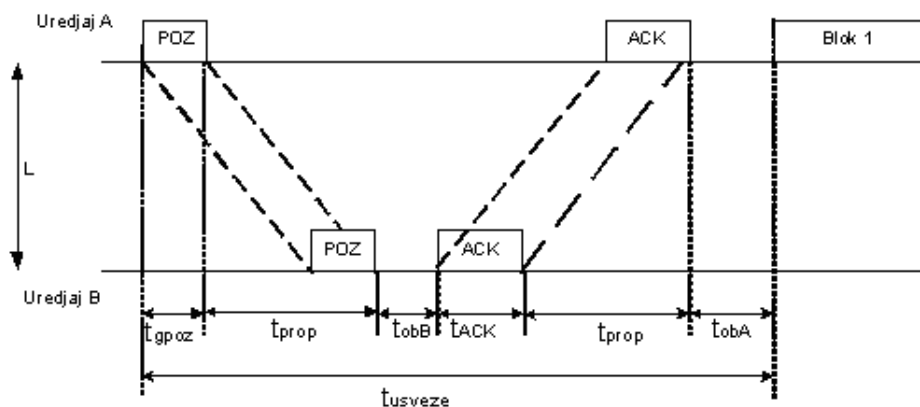 Uredjaj A
POZ
ACK
Blok 1
L
POZ
ACK
Uredjaj B
tgpoz
tprop
tobB
tACK
tprop
tobA
tusveze